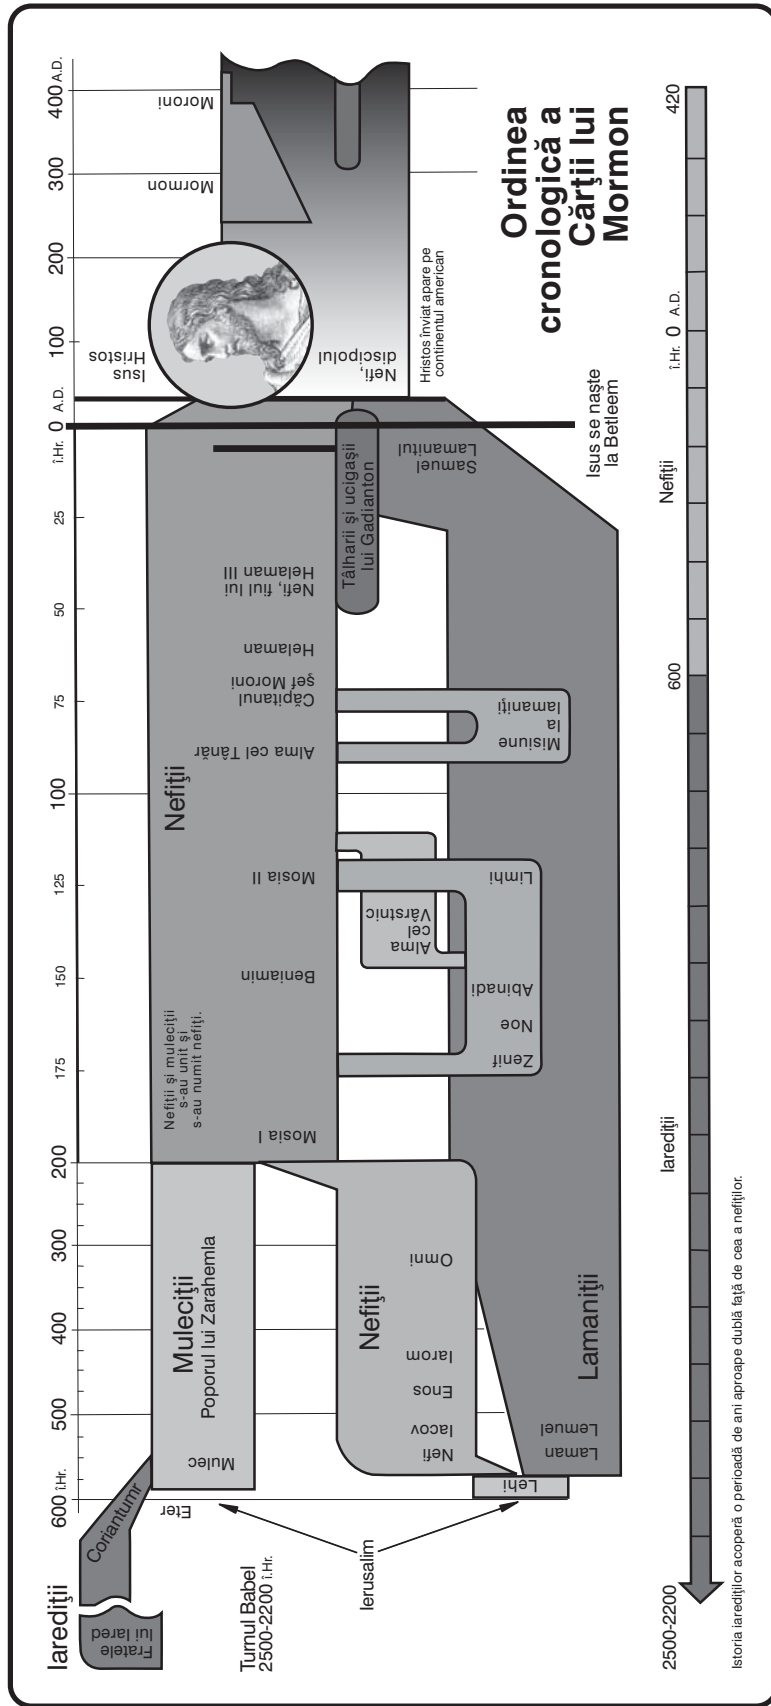 Ordinea
cronologică a
Cărţii lui
Mormon
Iarediţii
Fratele
lui Iared
Coriantumr
Eter
Turnul Babel
2500-2200 î.Hr.
Ierusalim
600 î.Hr.
500
400
300
200
175
150
125
100
75
50
25
î.Hr.
0
A.D.
100
200
300
400
A.D.
Muleciţii
Poporul lui Zarahemla
Mulec
Nefiţii şi muleciţii
s-au unit şi
s-au numit nefiţi.
Nefiţii
Mosia I
Beniamin
Mosia II
Alma cel Tânăr
Căpitanul
şef Moroni
Helaman
Nefi, fiul lui
Helaman III
Isus
Hristos
Nefi,
discipolul
Mormon
Moroni
Nefiţii
Nefi
Iacov
Enos
Iarom
Omni
Lehi
Alma
cel
Vârstnic
Zenif
Noe
Abinadi
Limhi
Misiune
la
lamaniţi
Tâlharii şi ucigaşii
lui Gadianton
Samuel
Lamanitul
Laman
Lemuel
Lamaniţii
Hristos înviat apare pe
continentul american
Isus se naşte
la Betleem
Iarediţii
Nefiţii
2500-2200
600
î.Hr. 0 A.D.
420
Istoria iarediţilor acoperă o perioadă de ani aproape dublă faţă de cea a nefiţilor.